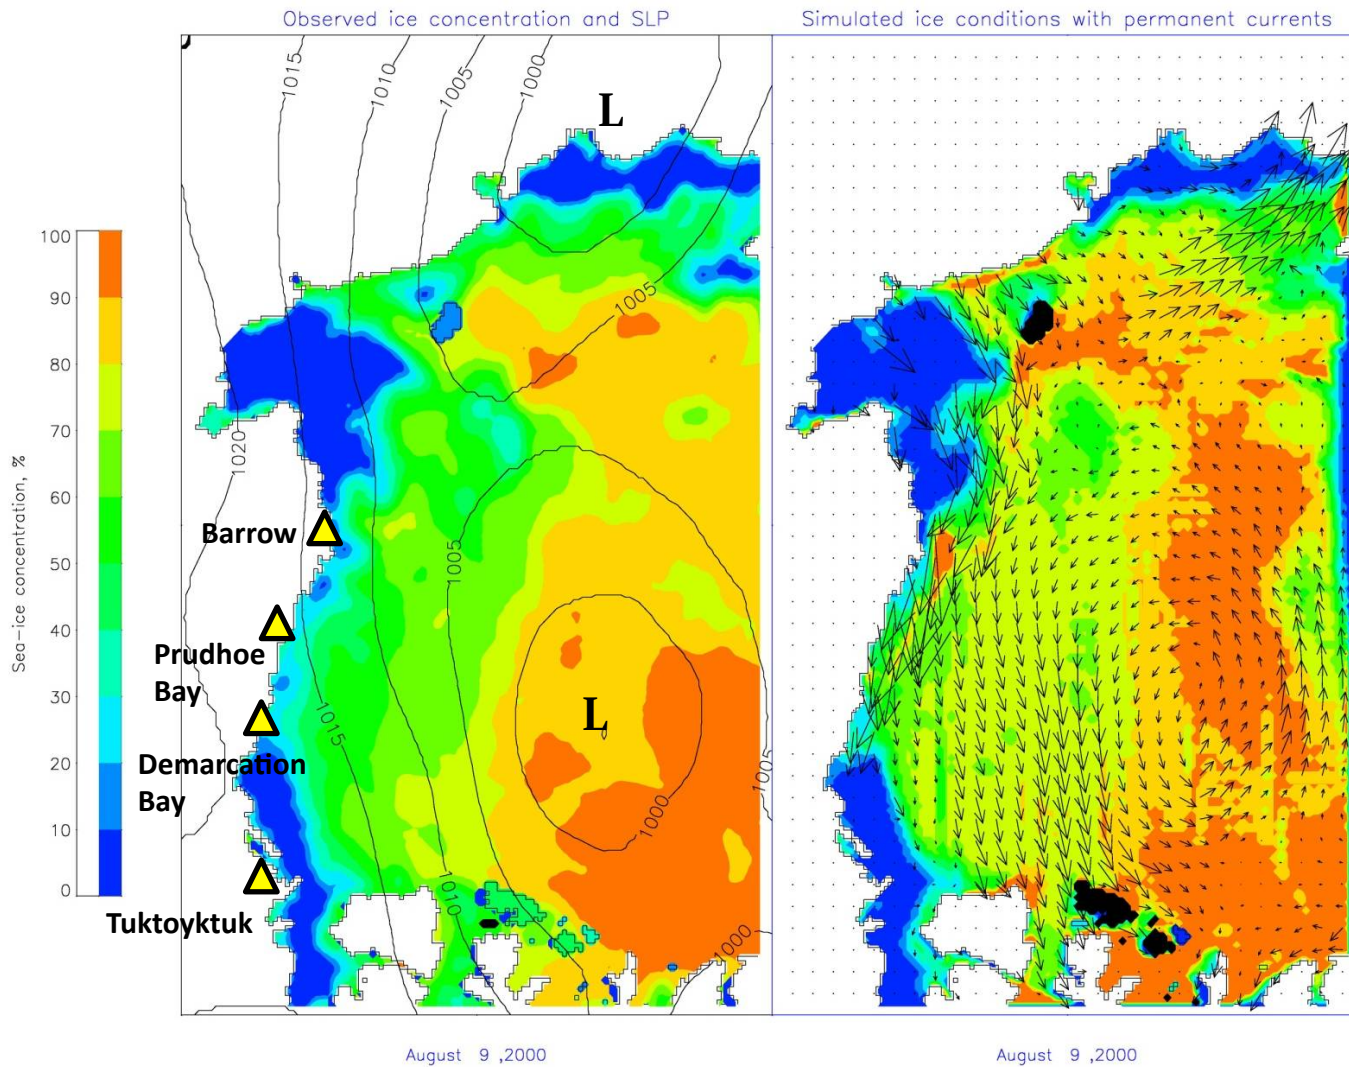 Observed ice concentration and SLP
Simulated ice conditions with permanent currents
1015
1010
1005
1000
L
100
90
80
70
60
50
40
30
20
10
0
Sea-ice concentration, %
1005
1020
1005
Barrow
Prudhoe
Bay
1015
L
Demarcation
Bay
1005
1000
Tuktoyktuk
1010
1000
August 9 ,2000
August 9 ,2000